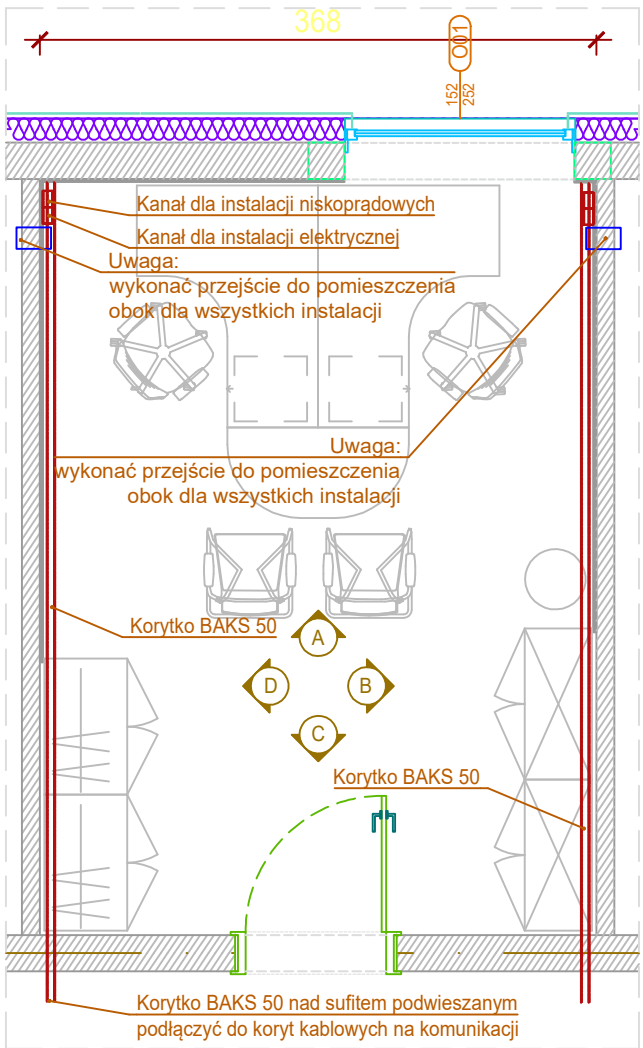 368
O01
152
252
Kanał dla instalacji niskoprądowych
Kanał dla instalacji elektrycznej
Uwaga:
wykonać przejście do pomieszczenia
obok dla wszystkich instalacji
Uwaga:
wykonać przejście do pomieszczenia
obok dla wszystkich instalacji
Korytko BAKS 50
A
D
B
C
Korytko BAKS 50
Korytko BAKS 50 nad sufitem podwieszanym
podłączyć do koryt kablowych na komunikacji